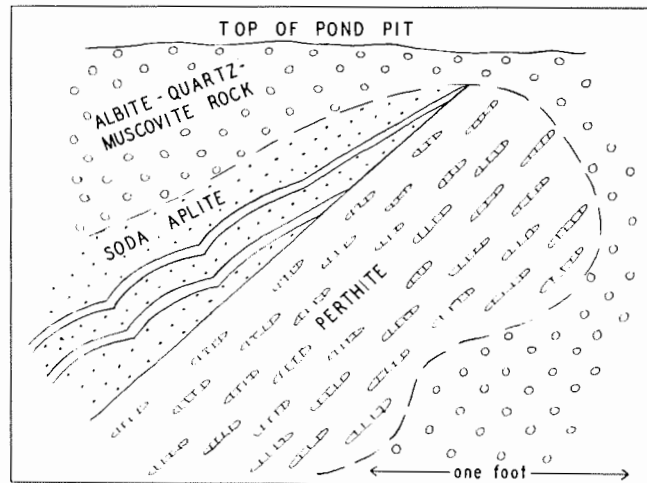 TOP OF POND PIT
ALBITE-QUARTZ-
MUSCOVITE ROCK
SODA APLITE
PERTHITE
one foot